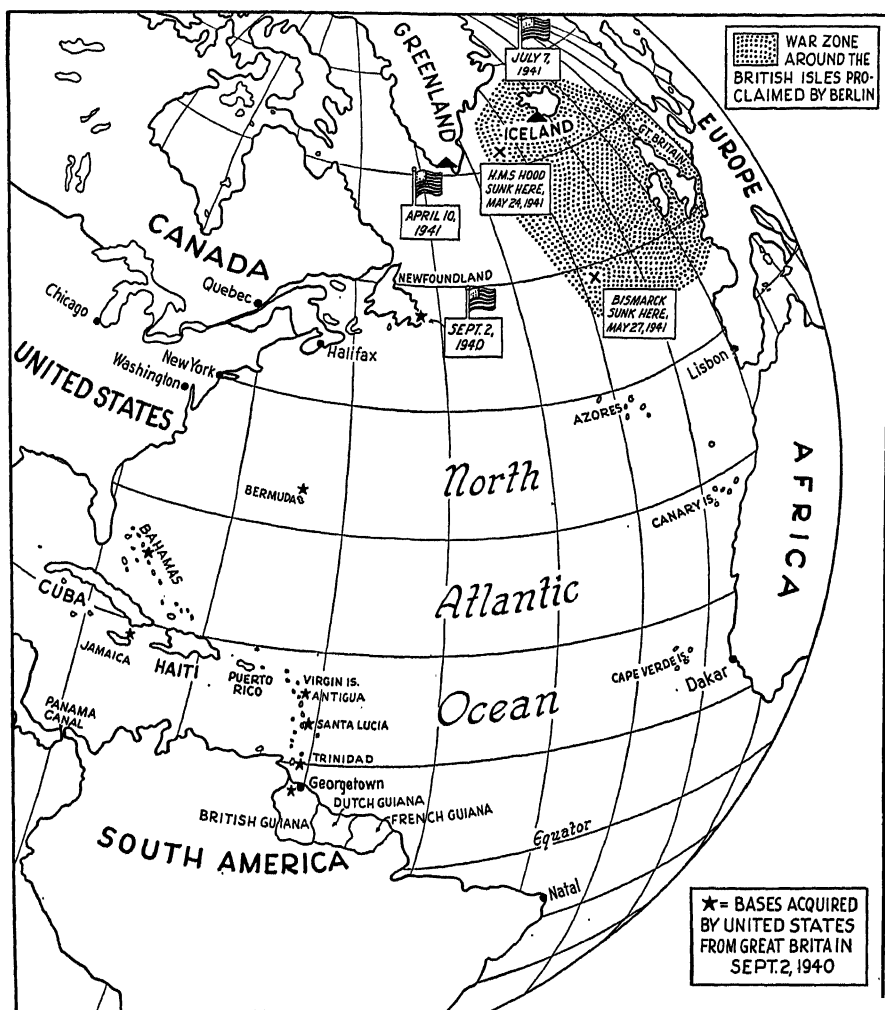 GREENLAND
JULY 7,
1941
WAR ZONE
AROUND THE
BRITISH ISLES PRO-
CLAIMED BY BERLIN
ICELAND
GT. BRITAIN
EUROPE
H.M.S HOOD
SUNK HERE,
MAY 24, 1941
APRIL 10,
1941
CANADA
NEWFOUNDLAND
Quebec
Chicago
SEPT. 2,
1940
BISMARCK
SUNK HERE,
MAY 27, 1941
Halifax
New York
Washington
UNITED STATES
Lisbon
AZORES
North
BERMUDA
CANARY IS.
AFRICA
BAHAMAS
Atlantic
CUBA
JAMAICA
HAITI
PUERTO
RICO
VIRGIN IS.
ANTIGUA
CAPE VERDE IS.
Dakar
Ocean
SANTA LUCIA
PANAMA
CANAL
TRINIDAD
Georgetown
DUTCH GUIANA
BRITISH GUIANA
FRENCH GUIANA
Equator
SOUTH AMERICA
Natal
★ = BASES ACQUIRED
BY UNITED STATES
FROM GREAT BRITAIN
SEPT. 2, 1940